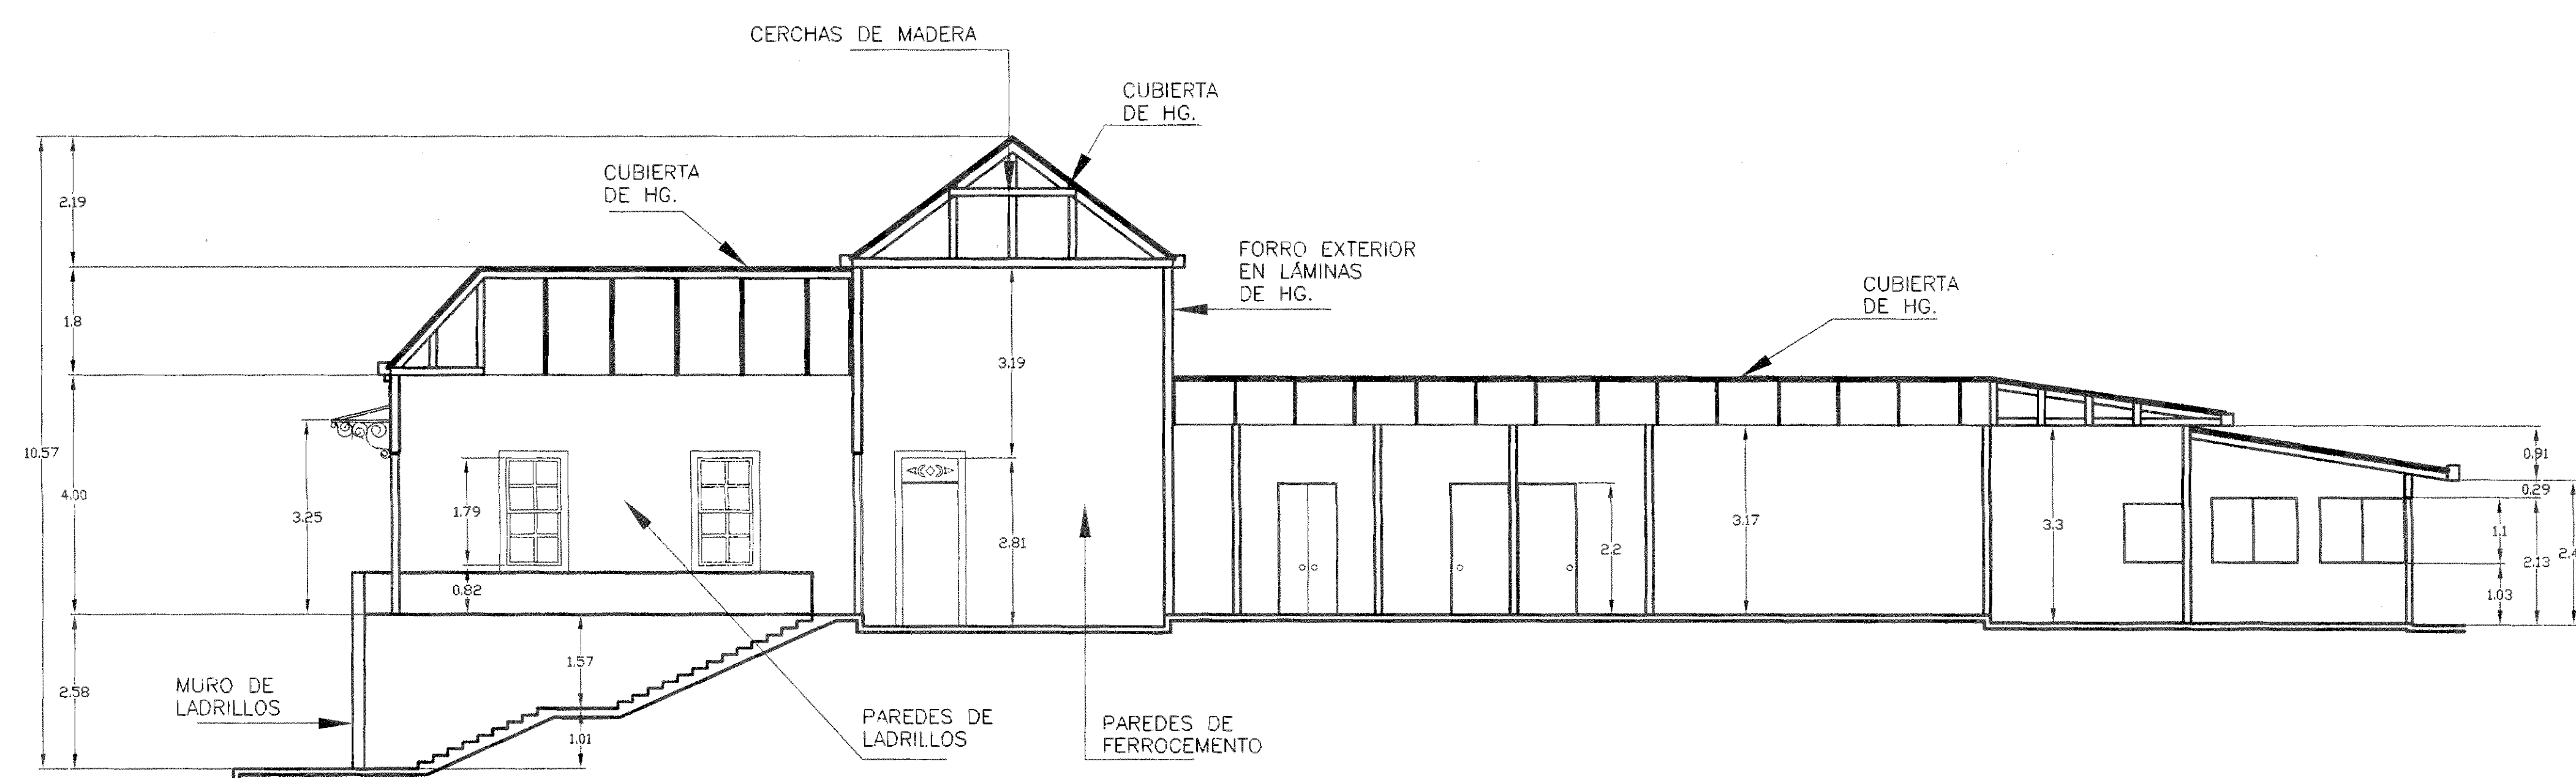 CERCHAS DE MADERA
CUBIERTA
DE HG.
CUBIERTA
DE HG.
FORRO EXTERIOR
EN LÁMINAS
DE HG.
CUBIERTA
DE HG.
2.19
1.8
10.57
4.00
2.58
3.25
1.79
0.82
1.57
1.01
3.19
2.81
2.2
3.17
3.3
0.91
0.29
1.1
2.13
1.03
MURO DE
LADRILLOS
PAREDES DE
LADRILLOS
PAREDES DE
FERROCEMENTO